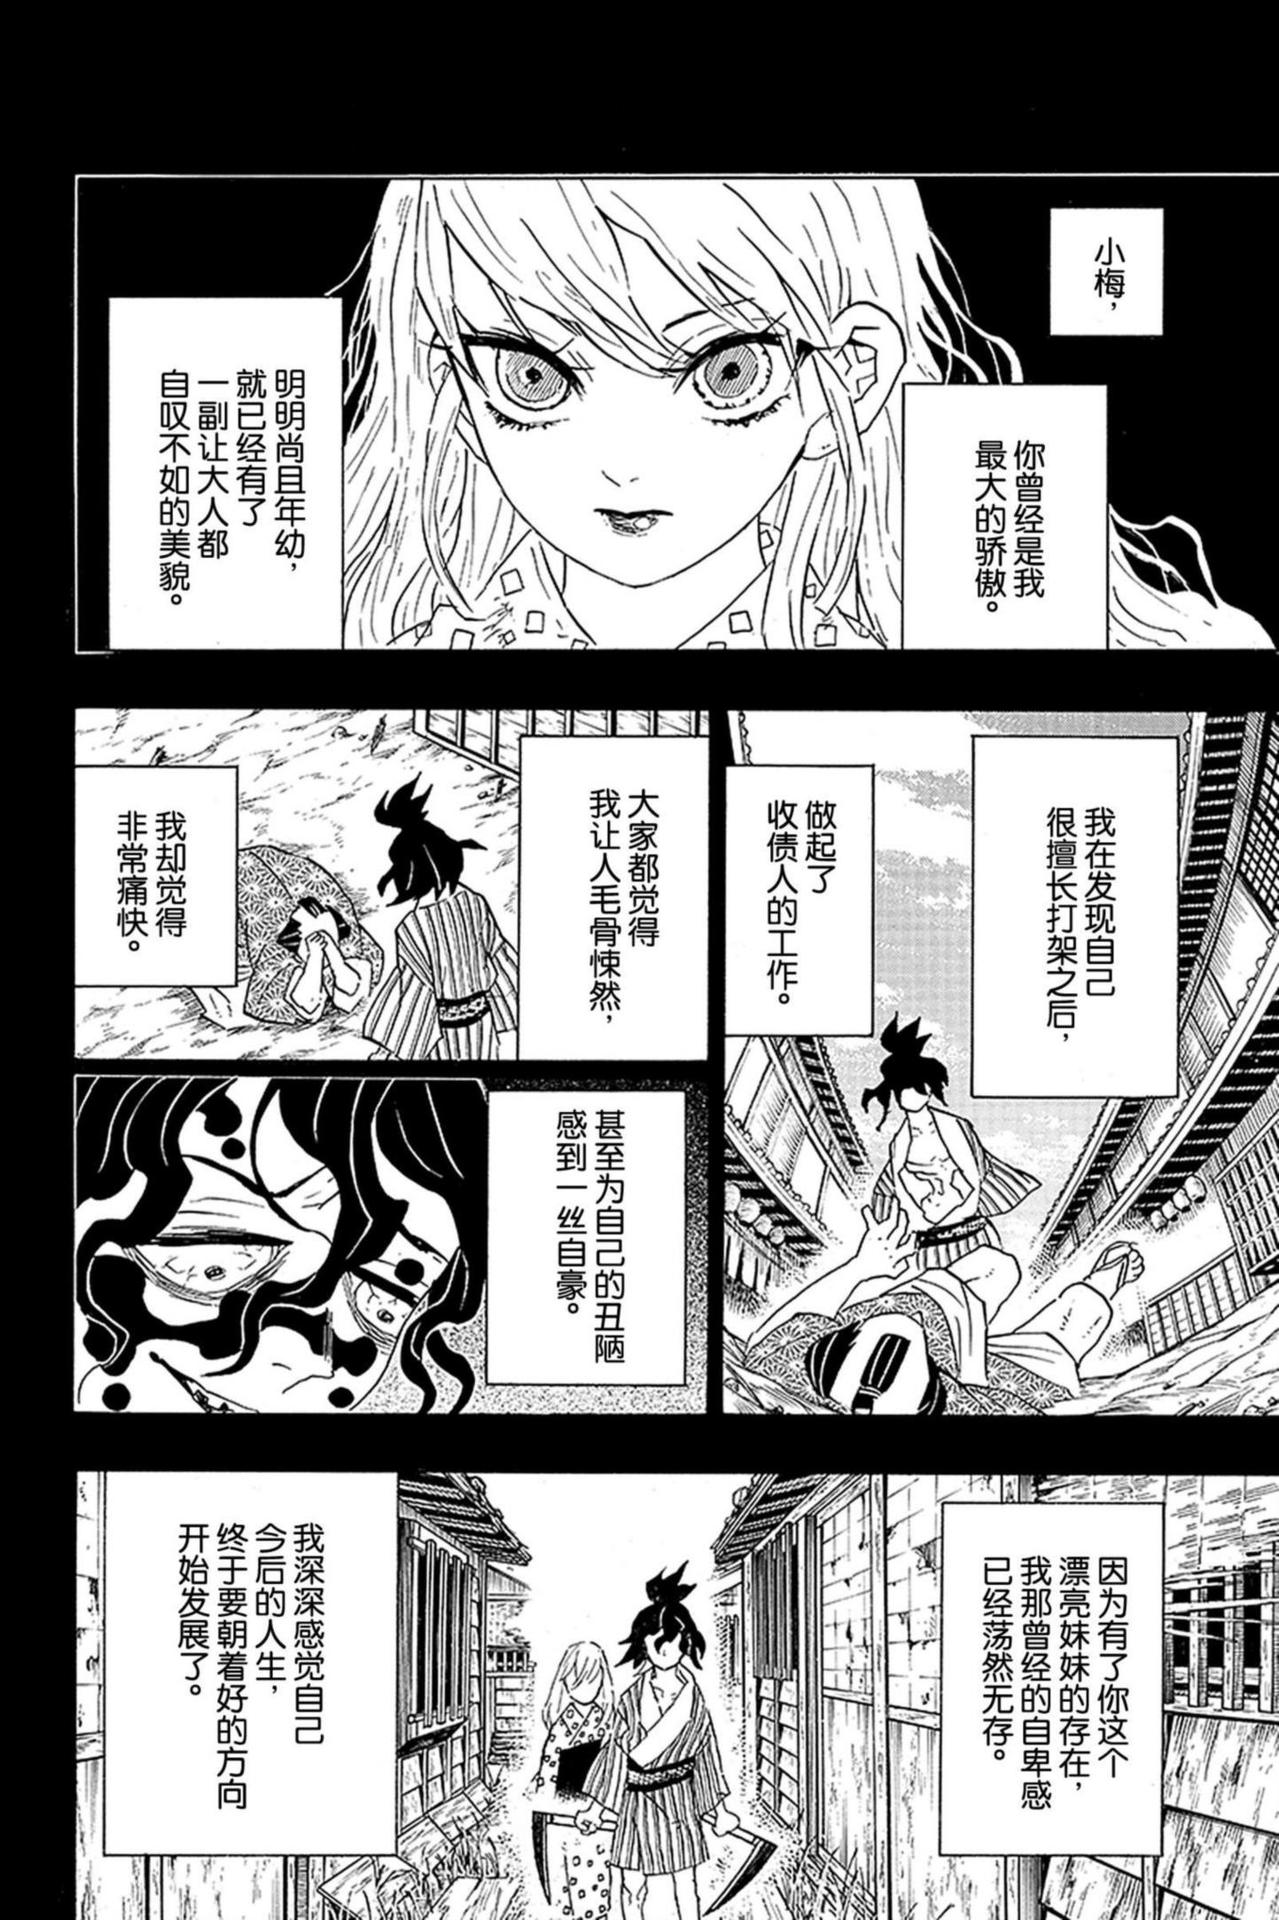 小梅，
你曾经是我
最大的骄傲。
明明尚且年幼，
就已经有了
一副让大人都
自叹不如的美貌。
我在发现自己
很擅长打架之后，
做起了
收债人的工作。
大家都觉得
我让人毛骨悚然，
我却觉得
非常痛快。
甚至为自己的丑陋
感到一丝自豪。
因为有了你这个
漂亮妹妹的存在，
我那曾经的自卑感
已经荡然无存。
我深深感觉自己
今后的人生，
终于要朝着好的方向
开始发展了。